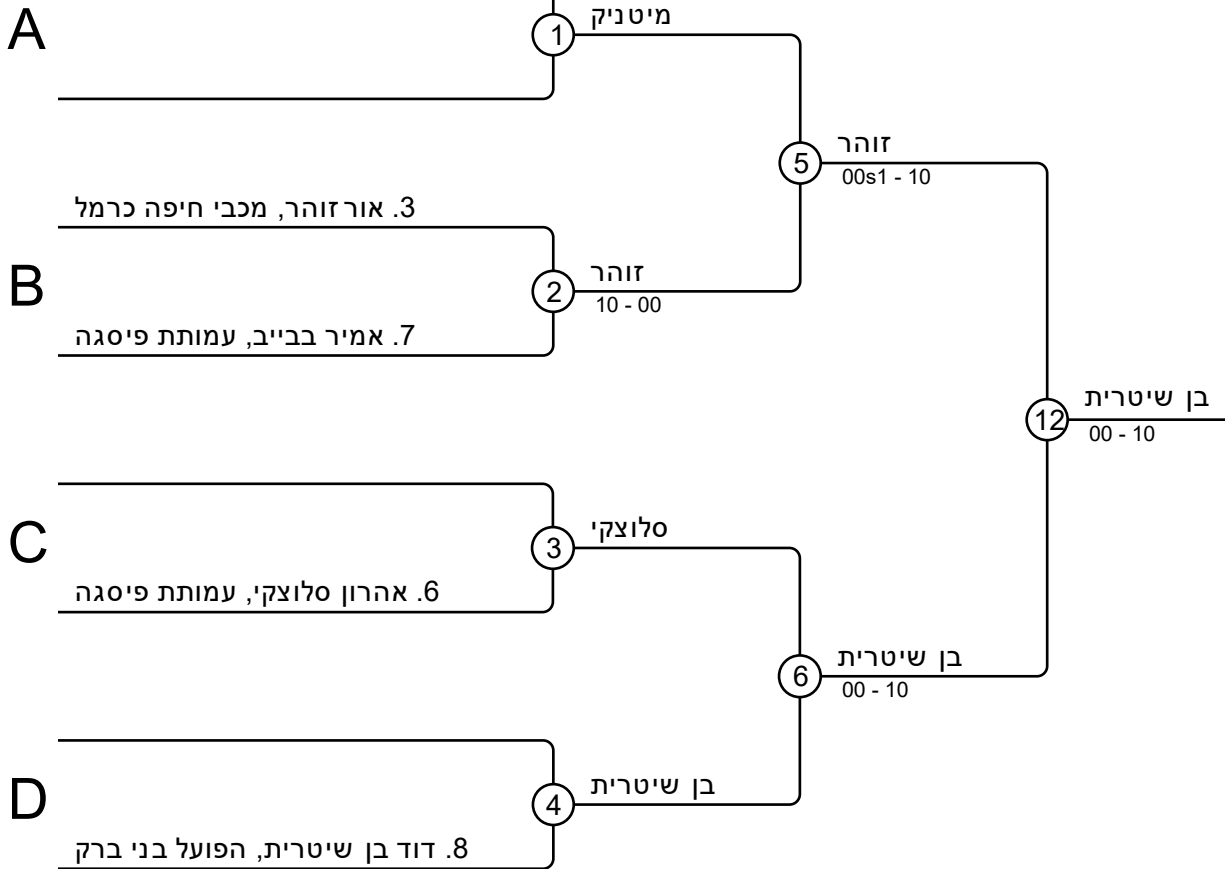 A
1
מיטניק
5
זוהר
00s1 - 10
3. אור זוהר, מכבי חיפה כרמל
B
2
זוהר
10 - 00
7. אמיר בבייב, עמותת פיסגה
12
בן שיטרית
00 - 10
C
3
סלוצקי
6. אהרון סלוצקי, עמותת פיסגה
6
בן שיטרית
00 - 10
D
4
בן שיטרית
8. דוד בן שיטרית, הפועל בני ברק